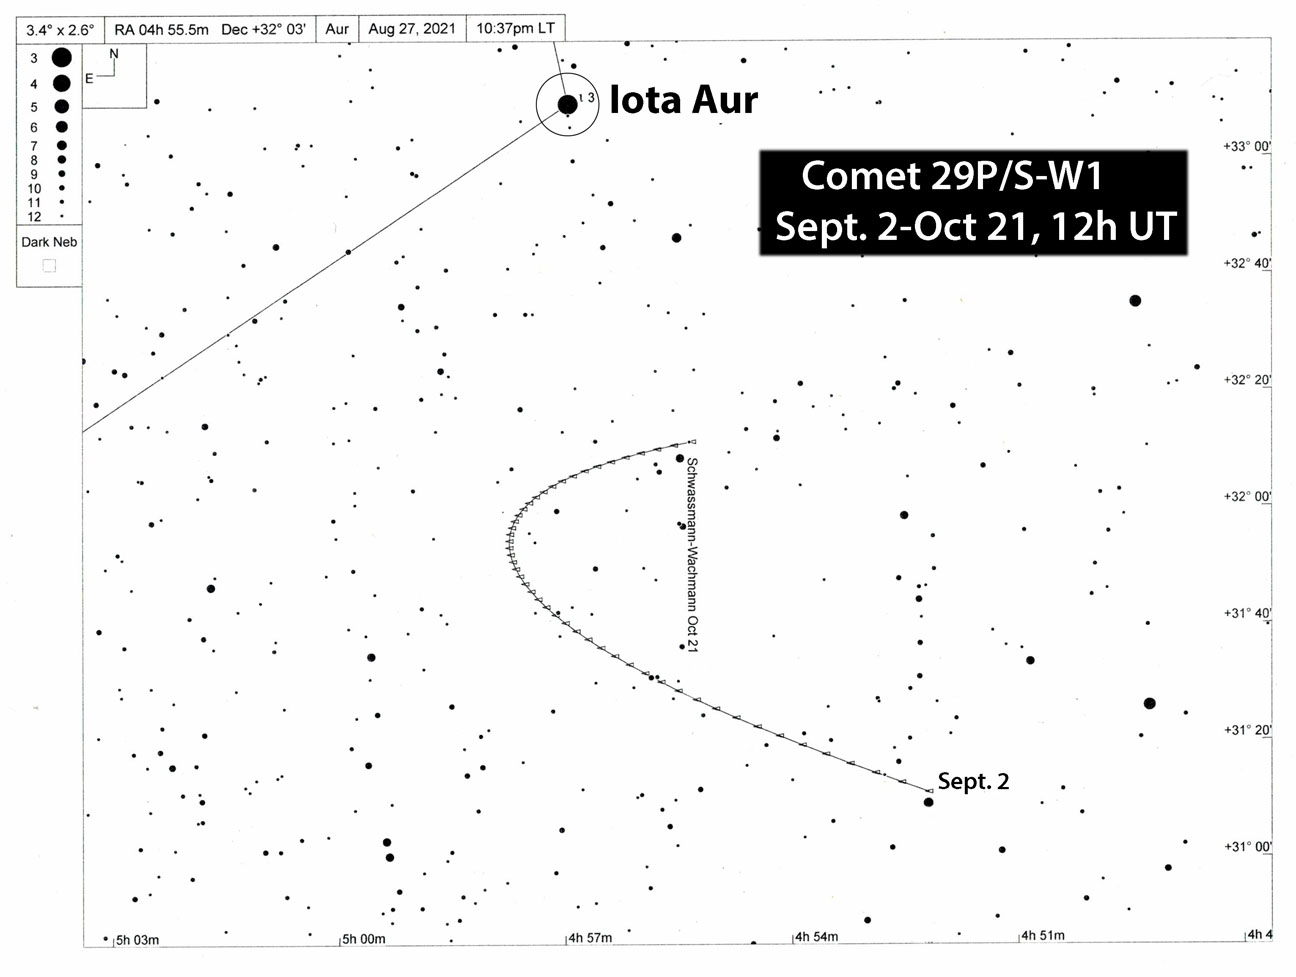 3.4° x 2.6° RA 04h 55.5m Dec +32° 03' Aur Aug 27, 2021 10:37pm LT
3
4
5
6
7
8
9
10
11
12
Dark Neb
N
E
ι 3 Iota Aur
Comet 29P/S-W1
Sept. 2-Oct 21, 12h UT
+33° 00'
+32° 40'
+32° 20'
+32° 00'
+31° 40'
+31° 20'
+31° 00'
Schwassmann-Wachmann Oct 21
Sept. 2
5h 03m 5h 00m 4h 57m 4h 54m 4h 51m 4h 4